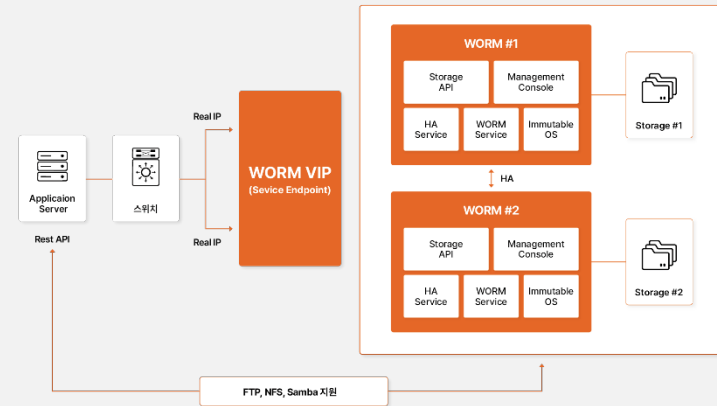 WORM #1
Storage
API
Management
Console
HA
Service
WORM
Service
Immutable
OS
Storage #1
HA
WORM #2
Storage
API
Management
Console
HA
Service
WORM
Service
Immutable
OS
Storage #2
Real IP
WORM VIP
(Sevice Endpoint)
Real IP
Applicaion
Server
스위치
Rest API
FTP, NFS, Samba 지원